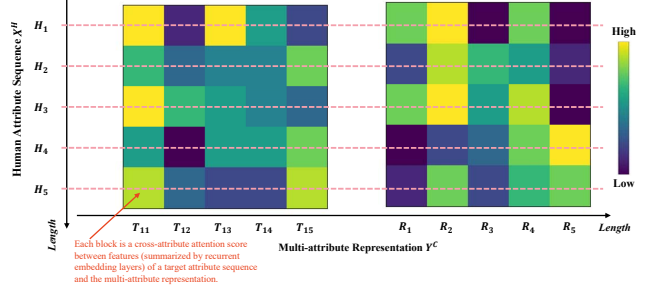 Human Attribute Sequence X^H
H_1
H_2
H_3
H_4
H_5
Length
T_11 T_12 T_13 T_14 T_15
R_1 R_2 R_3 R_4 R_5
Length
Multi-attribute Representation Y^C
High
Low
Each block is a cross-attribute attention score
between features (summarized by recurrent
embedding layers) of a target attribute sequence
and the multi-attribute representation.